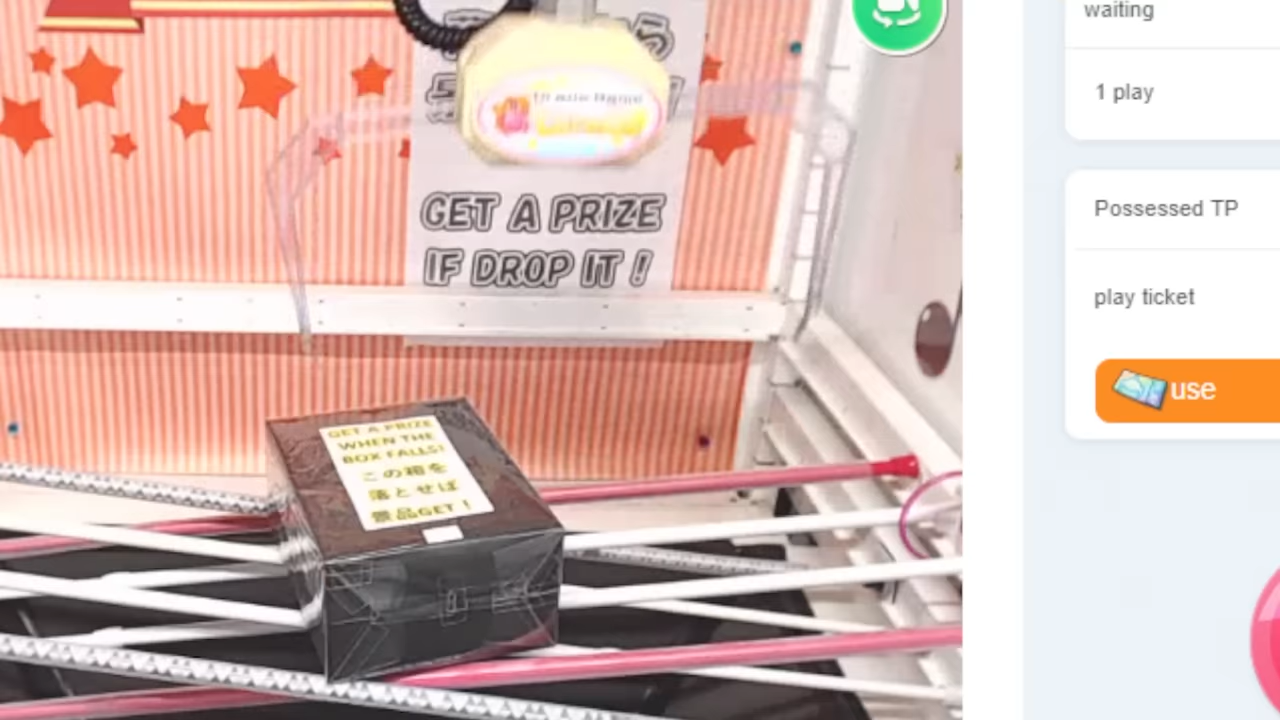 GET A PRIZE
IF DROP IT !
GET A PRIZE
WHEN THE
BOX FALLS!
この箱を
落とせば
景品GET！
waiting
1 play
Possessed TP
play ticket
use